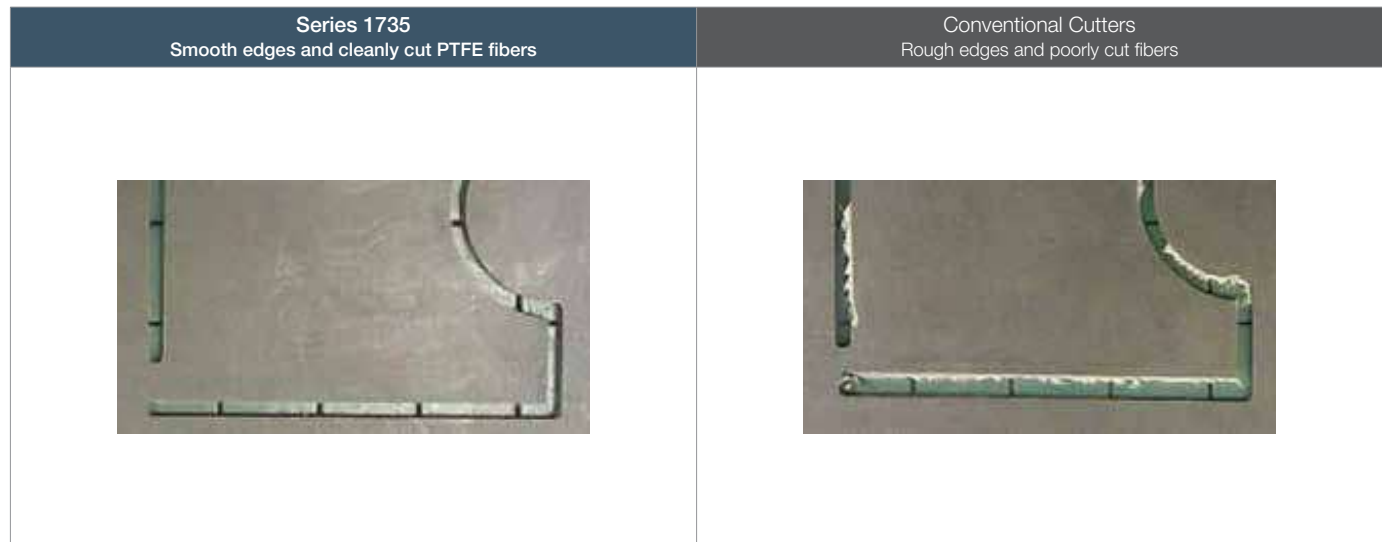 Series 1735
Smooth edges and cleanly cut PTFE fibers
Conventional Cutters
Rough edges and poorly cut fibers